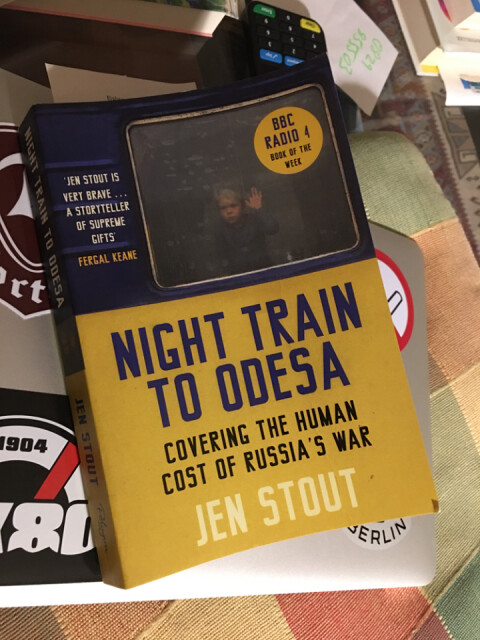 BBC
RADIO 4
BOOK OF THE
WEEK
'JEN STOUT IS
VERY BRAVE . . .
A STORYTELLER
OF SUPREME
GIFTS'
FERGAL KEANE
NIGHT TRAIN
TO ODESA
COVERING THE HUMAN
COST OF RUSSIA'S WAR
JEN STOUT
NIGHT TRAIN TO ODESA
JEN STOUT
1904